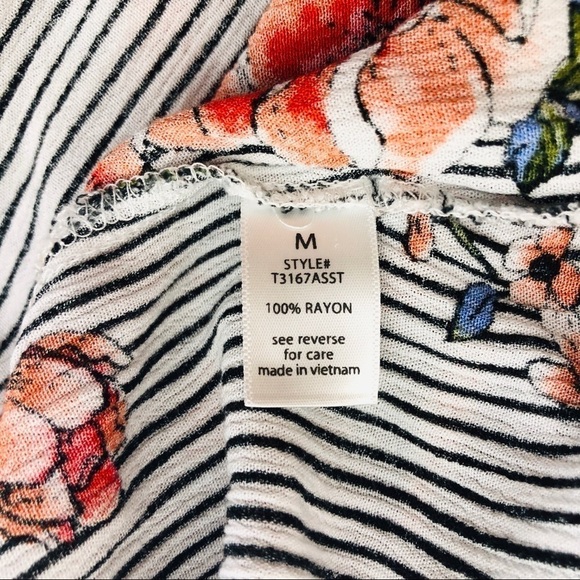 M
STYLE#
T3167ASST
100% RAYON
see reverse
for care
made in vietnam